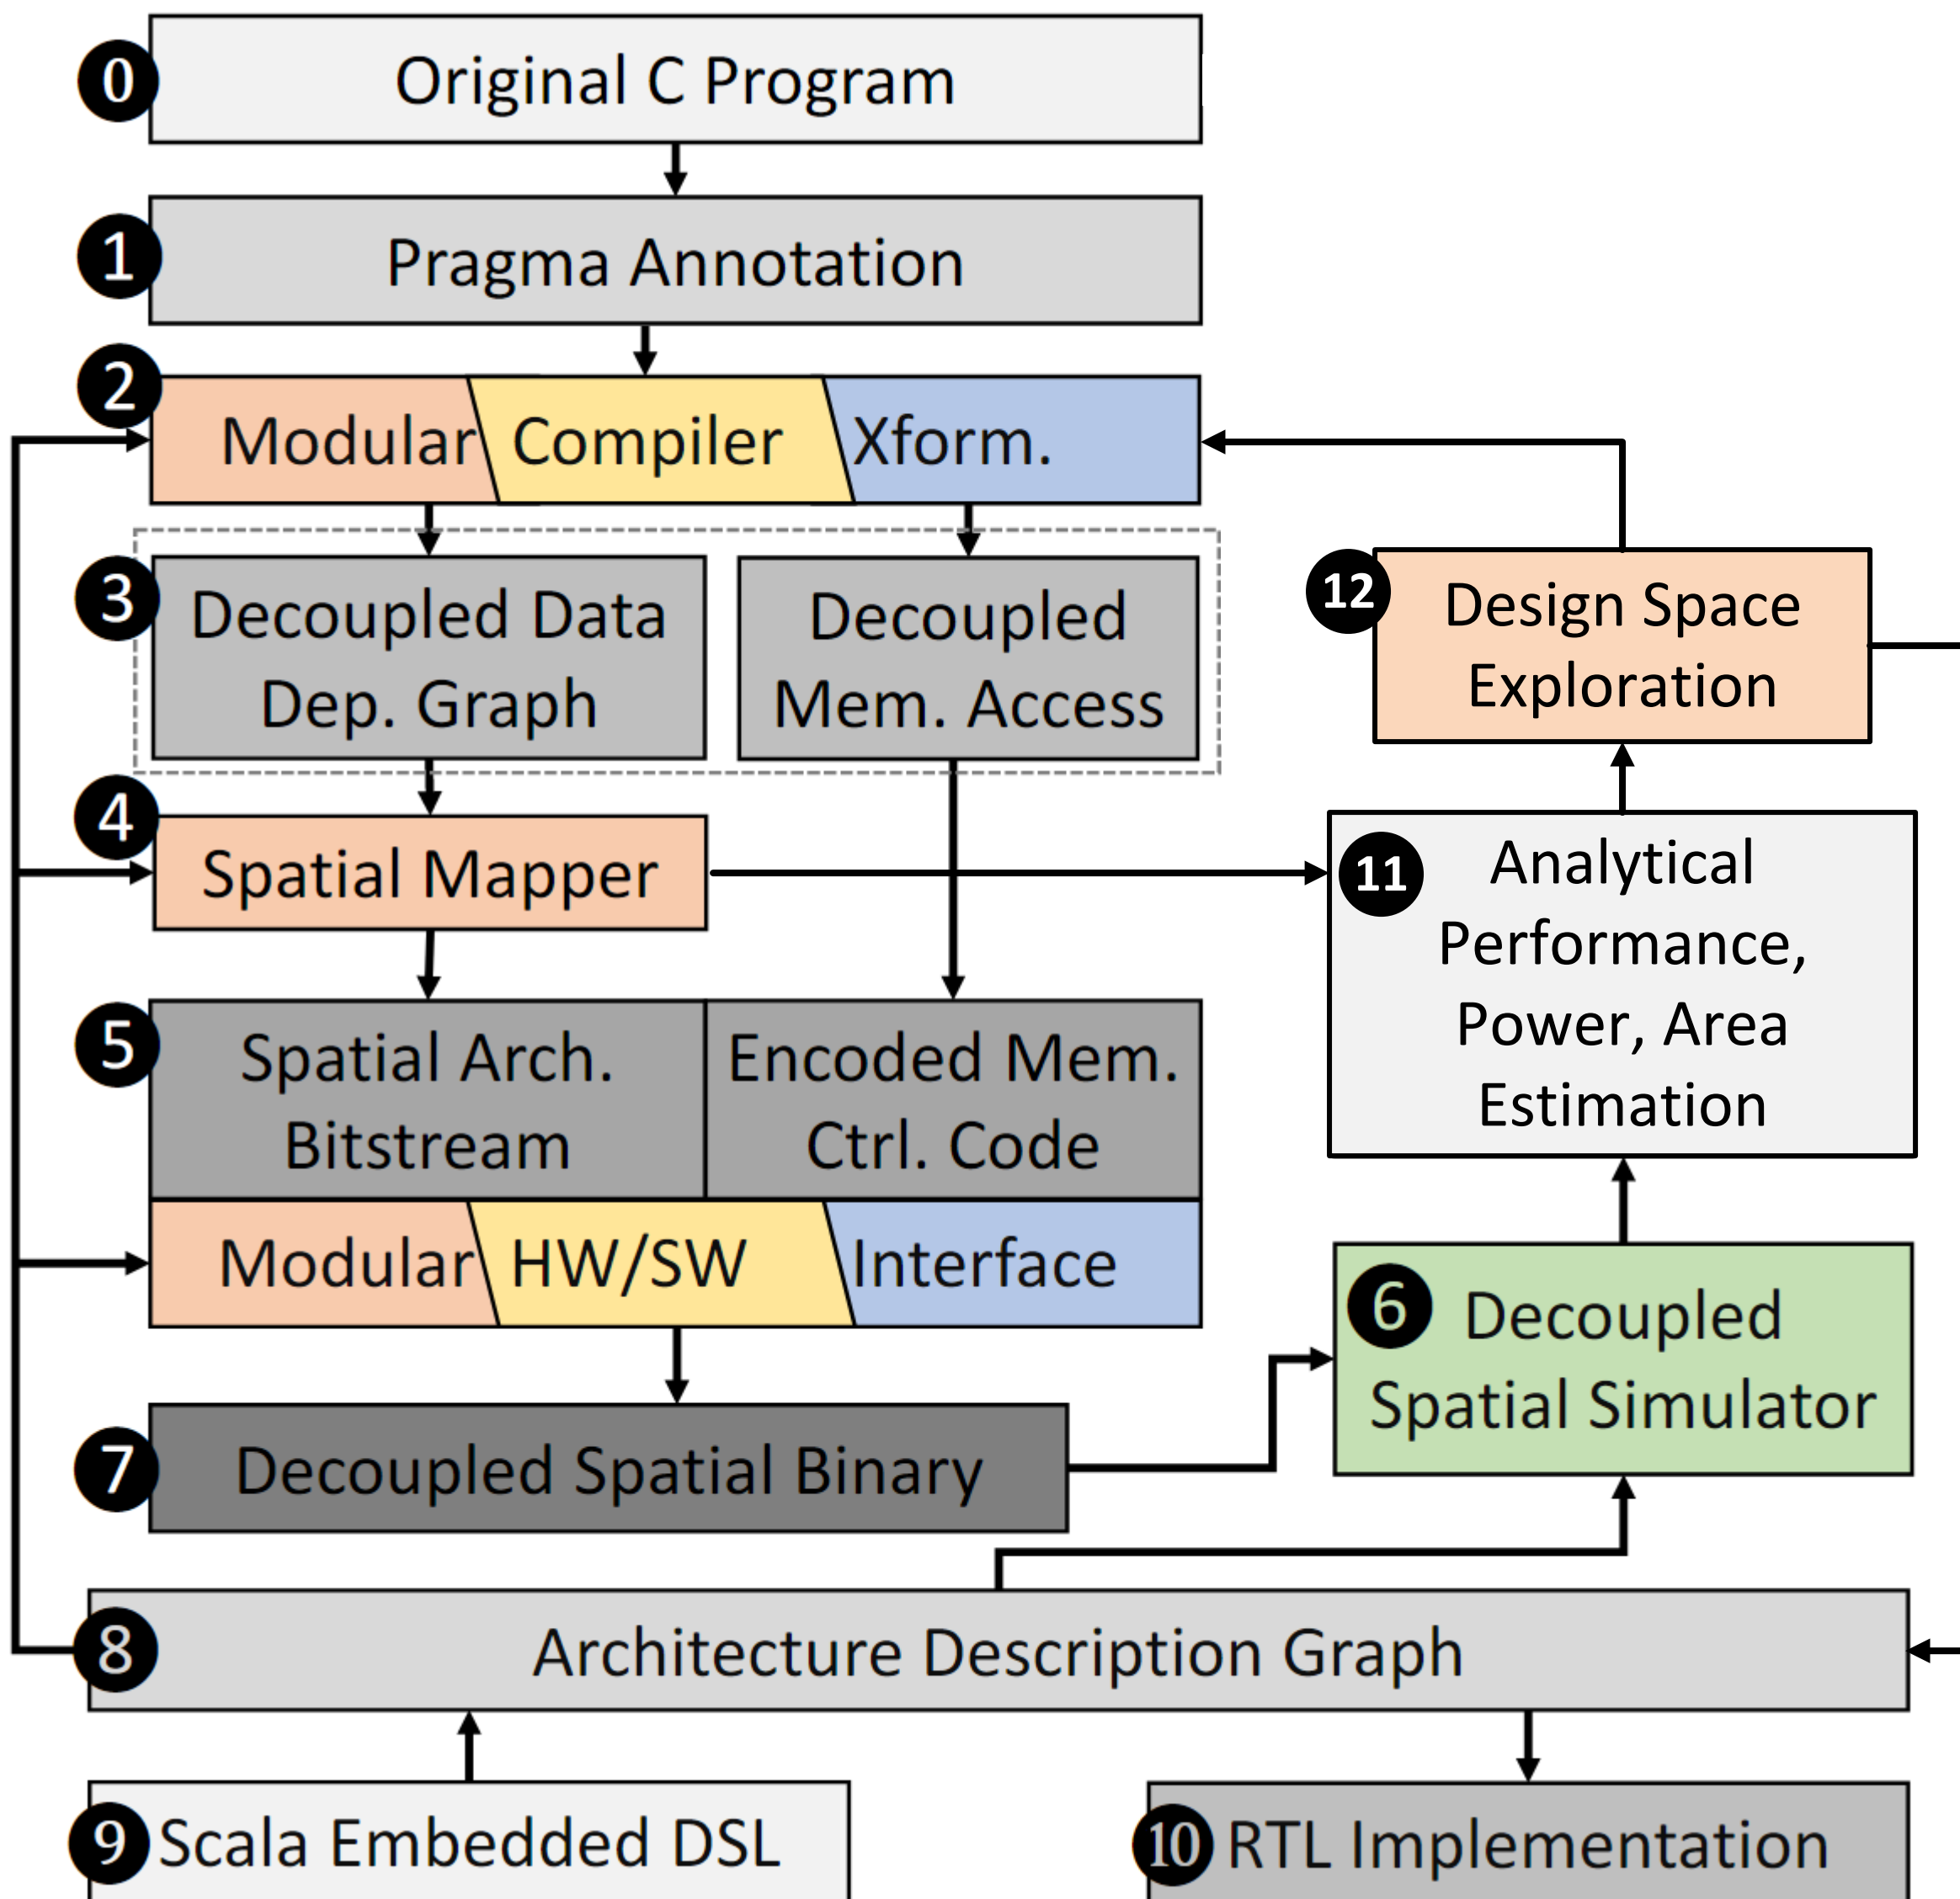 0 Original C Program
1 Pragma Annotation
2 Modular Compiler Xform.
3 Decoupled Data
Dep. Graph
Decoupled
Mem. Access
12 Design Space
Exploration
4 Spatial Mapper
11 Analytical
Performance,
Power, Area
Estimation
5 Spatial Arch.
Bitstream
Encoded Mem.
Ctrl. Code
Modular HW/SW Interface
6 Decoupled
Spatial Simulator
7 Decoupled Spatial Binary
8 Architecture Description Graph
9 Scala Embedded DSL
10 RTL Implementation